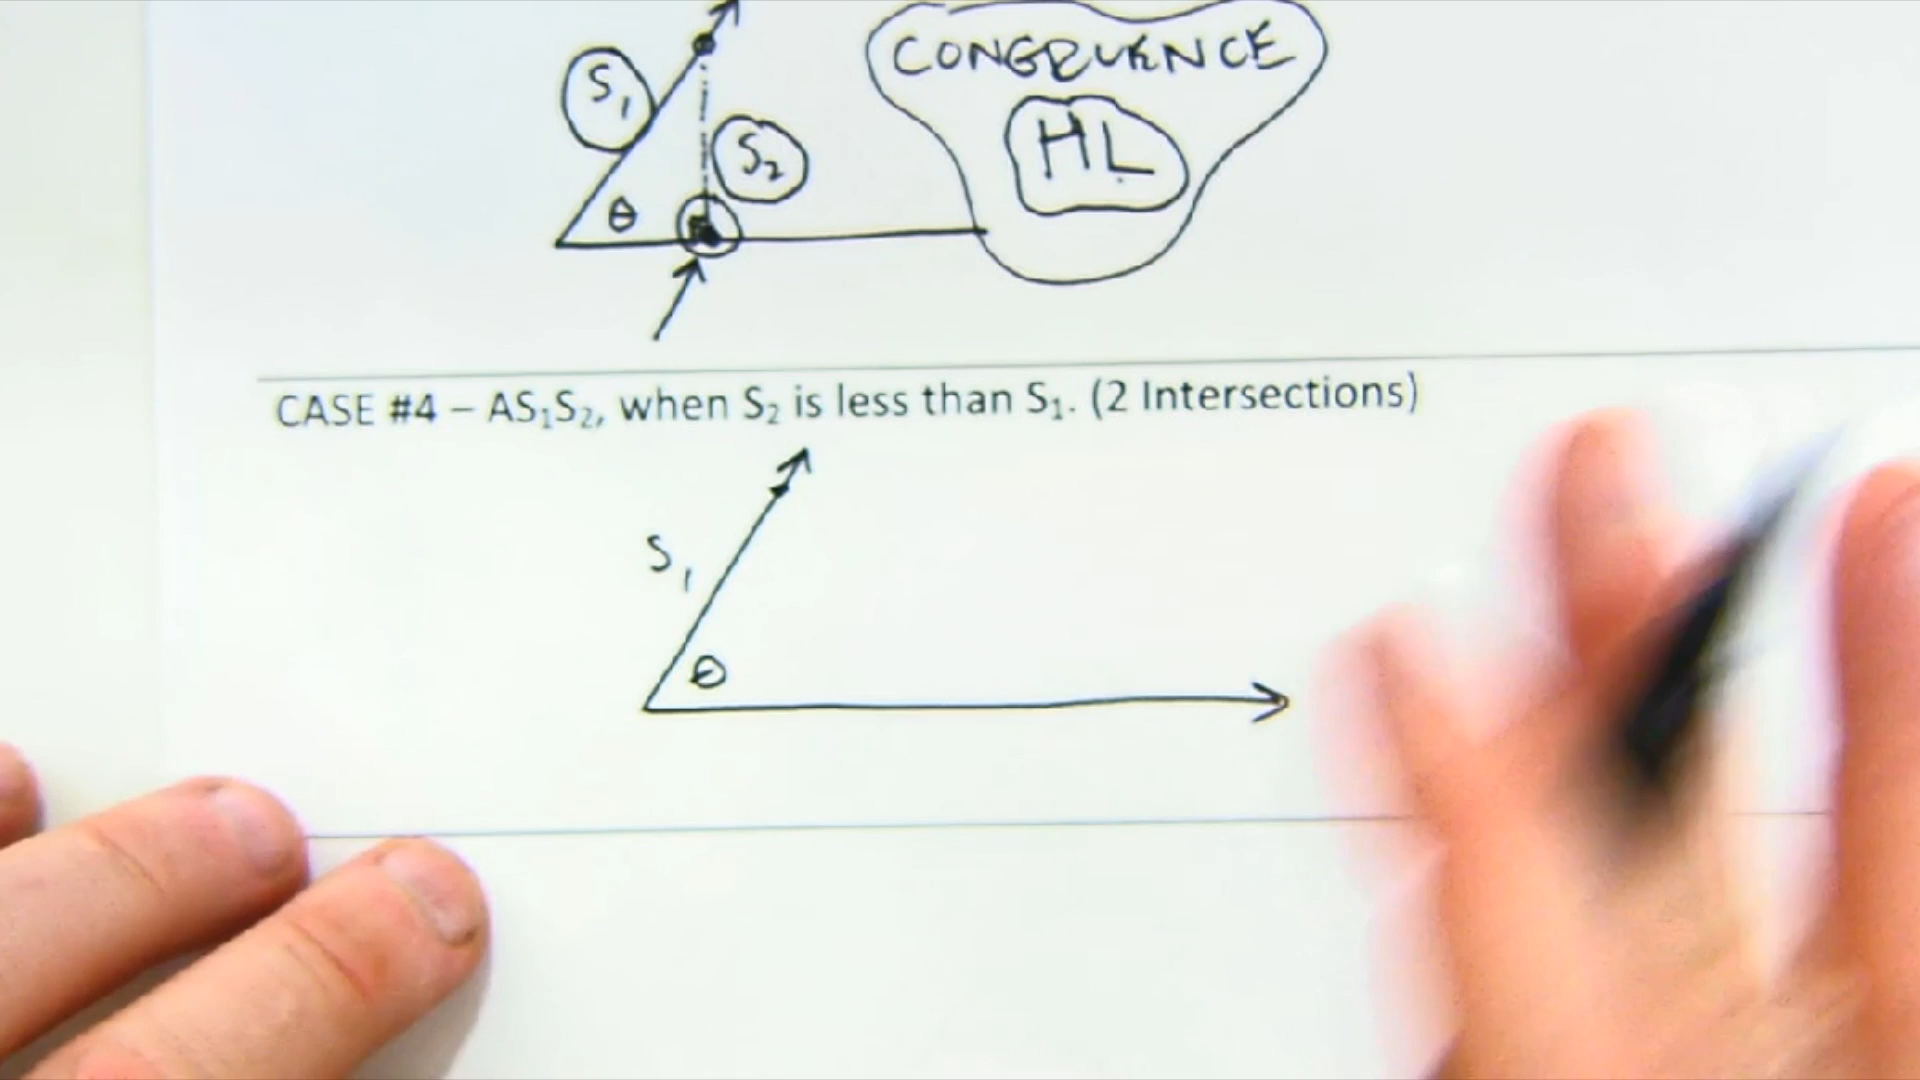 CONGRUENCE
S₁
HL
S₂
θ
CASE #4 – AS₁S₂, when S₂ is less than S₁. (2 Intersections)
S₁
θ